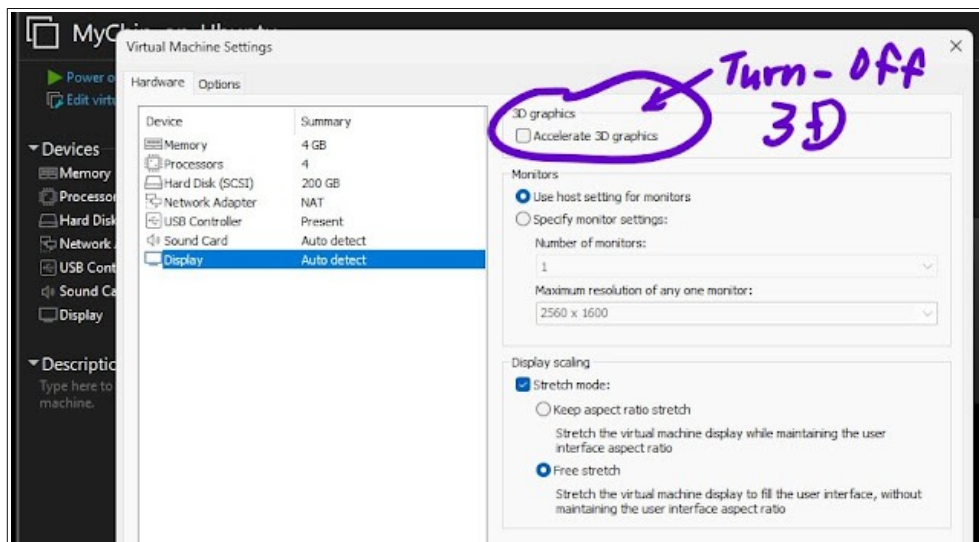 MyChip on Ubuntu
Virtual Machine Settings
Power o
Edit virtu
Hardware Options
Devices
Memory
Processor
Hard Disk
Network
USB Cont
Sound Ca
Display
Descriptio
Type here to
machine.
Device Summary
Memory 4 GB
Processors 4
Hard Disk (SCSI) 200 GB
Network Adapter NAT
USB Controller Present
Sound Card Auto detect
Display Auto detect
Turn-Off
3D
3D graphics
Accelerate 3D graphics
Monitors
Use host setting for monitors
Specify monitor settings:
Number of monitors:
1
Maximum resolution of any one monitor:
2560 x 1600
Display scaling
Stretch mode:
Keep aspect ratio stretch
Stretch the virtual machine display while maintaining the user
interface aspect ratio
Free stretch
Stretch the virtual machine display to fill the user interface, without
maintaining the user interface aspect ratio